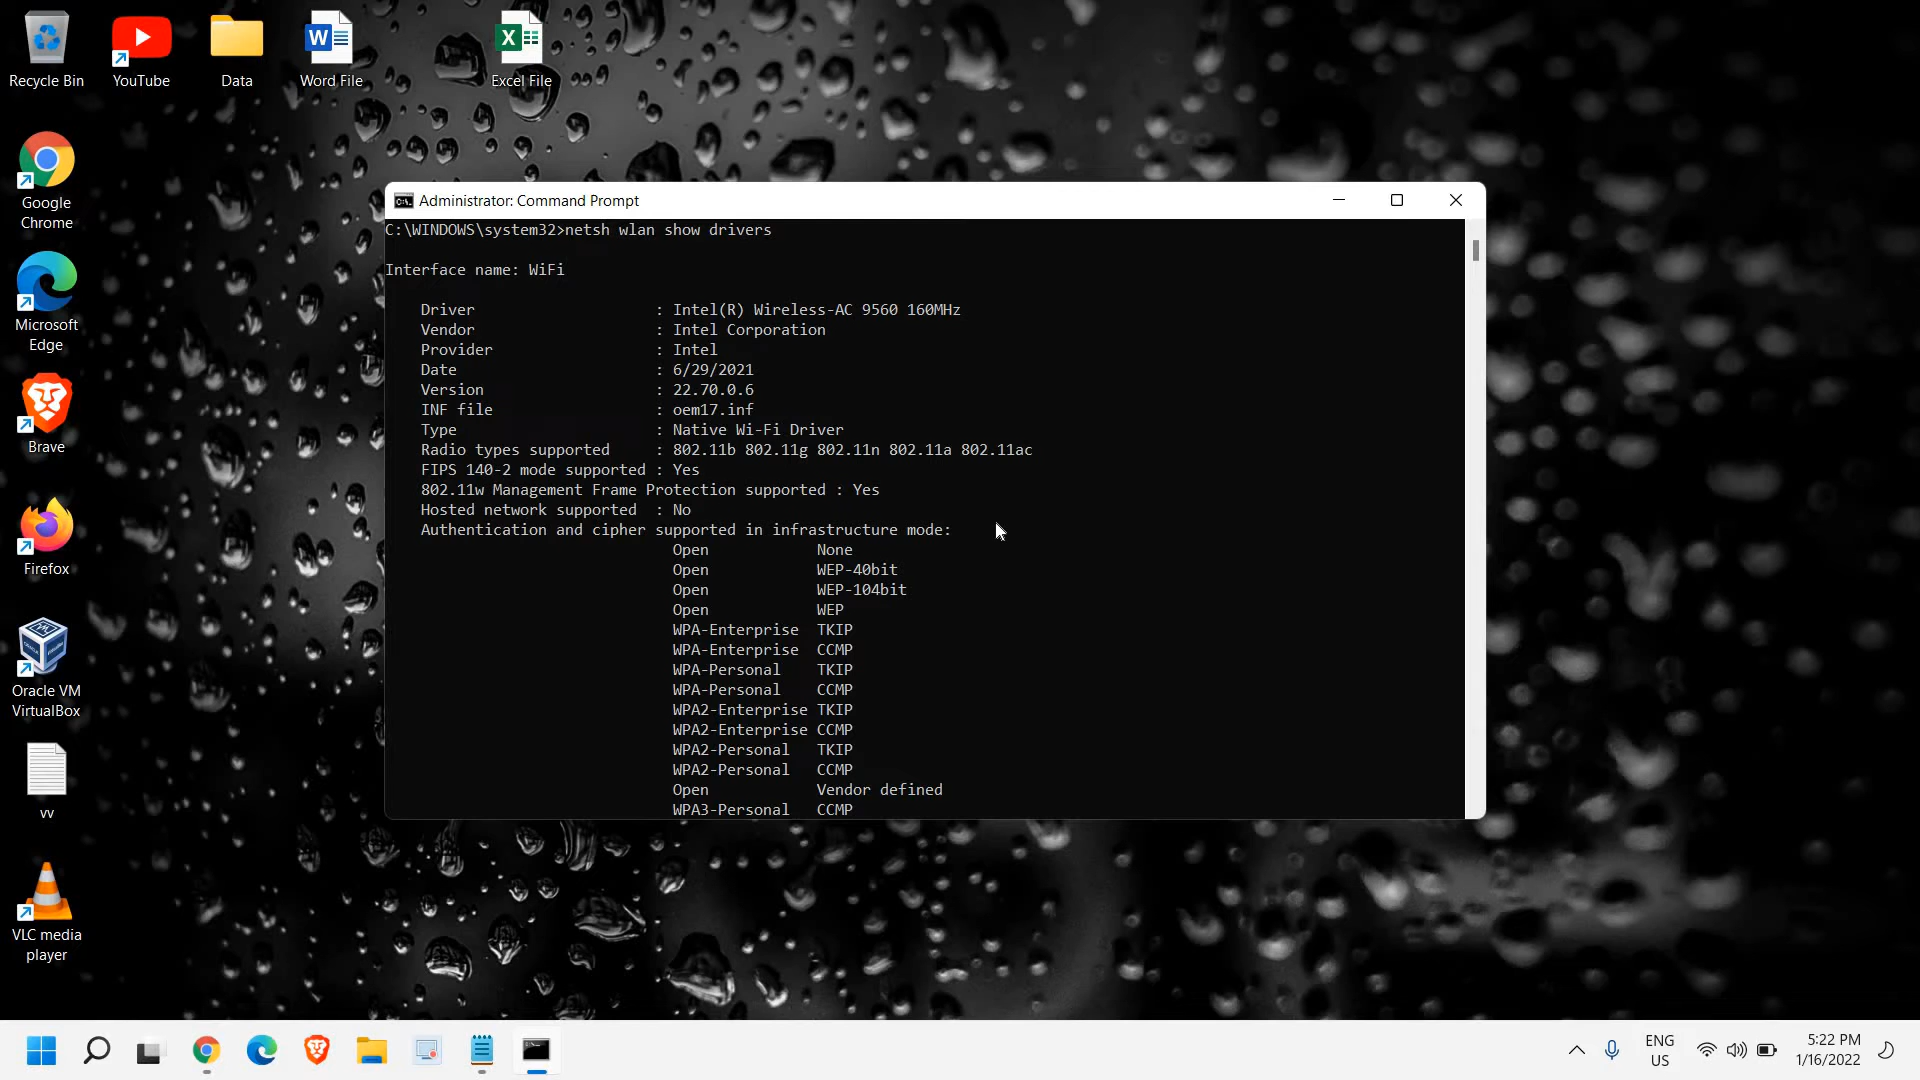 Recycle Bin
YouTube
Data
Word File
Excel File
Google
Chrome
Microsoft
Edge
Brave
Firefox
Oracle VM
VirtualBox
vv
VLC media
player
Administrator: Command Prompt
C:\WINDOWS\system32>netsh wlan show drivers
Interface name: WiFi
Driver : Intel(R) Wireless-AC 9560 160MHz
Vendor : Intel Corporation
Provider : Intel
Date : 6/29/2021
Version : 22.70.0.6
INF file : oem17.inf
Type : Native Wi-Fi Driver
Radio types supported : 802.11b 802.11g 802.11n 802.11a 802.11ac
FIPS 140-2 mode supported : Yes
802.11w Management Frame Protection supported : Yes
Hosted network supported : No
Authentication and cipher supported in infrastructure mode:
Open None
Open WEP-40bit
Open WEP-104bit
Open WEP
WPA-Enterprise TKIP
WPA-Enterprise CCMP
WPA-Personal TKIP
WPA-Personal CCMP
WPA2-Enterprise TKIP
WPA2-Enterprise CCMP
WPA2-Personal TKIP
WPA2-Personal CCMP
Open Vendor defined
WPA3-Personal CCMP
ENG
US
5:22 PM
1/16/2022